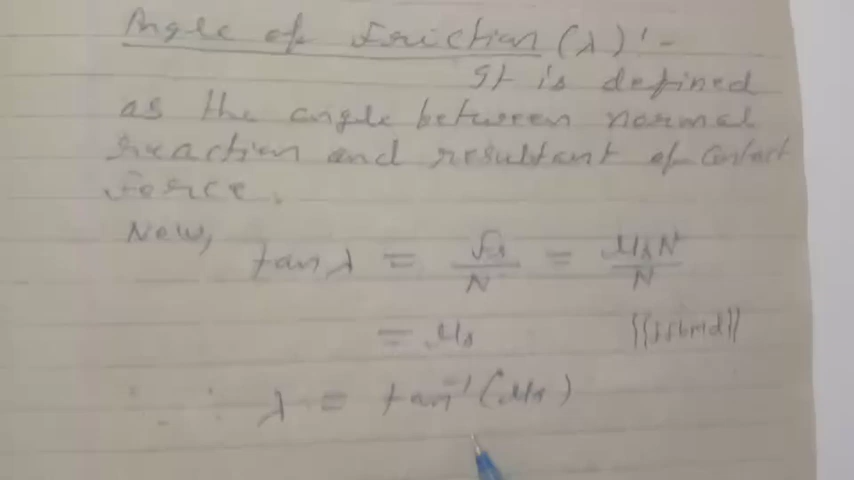 Angle of friction (λ) :-
It is defined
as the angle between normal
reaction and resultant of contact
force.
Now,
tan λ = fs/N = μsN/N
= μs
∴ λ = tan⁻¹(μs)